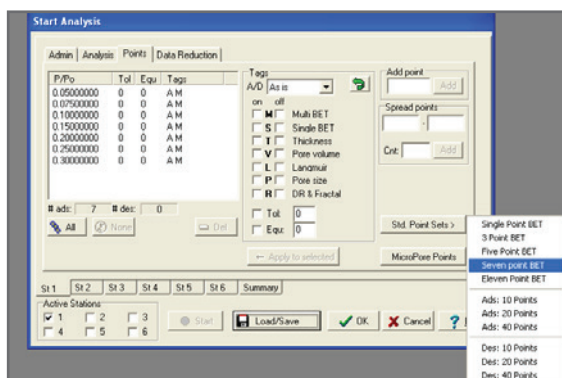 Start Analysis
Admin Analysis Points Data Reduction
P/Po Tol Equ Tags
0.05000000 0 0 A M
0.07500000 0 0 A M
0.10000000 0 0 A M
0.15000000 0 0 A M
0.20000000 0 0 A M
0.25000000 0 0 A M
0.30000000 0 0 A M
# ads: 7 # des: 0
All None Del
Tags
A/D As is
on off
M Multi BET
S Single BET
T Thickness
V Pore volume
L Langmuir
P Pore size
R DR & Fractal
Tol: 0
Equ: 0
← Apply to selected
Add point
Add
Spread points
-
Cnt: Add
Std. Point Sets >
MicroPore Points
Single Point BET
3 Point BET
Five Point BET
Seven point BET
Eleven Point BET
Ads: 10 Points
Ads: 20 Points
Ads: 40 Points
Des: 10 Points
Des: 20 Points
Des: 40 Points
St 1 St 2 St 3 St 4 St 5 St 6 Summary
Active Stations
1 2 3
4 5 6
Start Load/Save OK Cancel ?